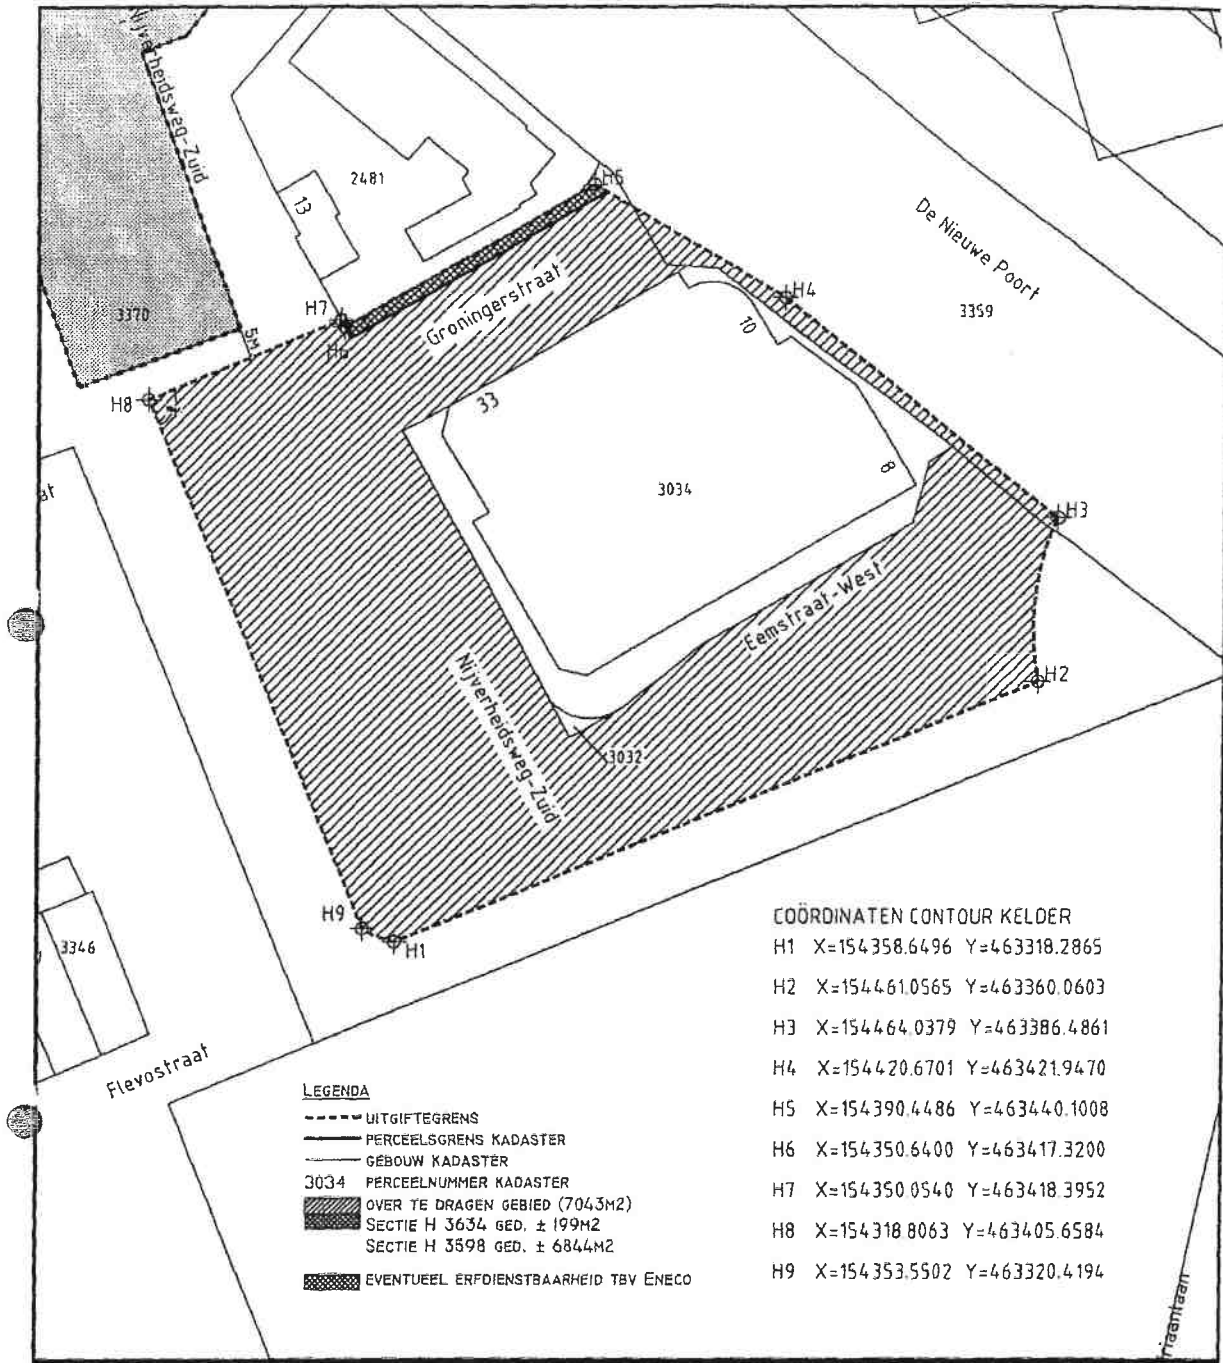 Nijverheidsweg-Zuid
2481
13
H5
De Nieuwe Poort
3370
H7
H6
5M
Groningerstraat
H4
10
3359
H8
33
3034
8
H3
Eemstraat-West
Nijverheidsweg-Zuid
H2
3032
H9
H1
3346
Flevostraat
COÖRDINATEN CONTOUR KELDER
H1 X=154358.6496 Y=463318.2865
H2 X=154461.0565 Y=463360.0603
H3 X=154464.0379 Y=463386.4861
H4 X=154420.6701 Y=463421.9470
H5 X=154390.4486 Y=463440.1008
H6 X=154350.6400 Y=463417.3200
H7 X=154350.0540 Y=463418.3952
H8 X=154318.8063 Y=463405.6584
H9 X=154353.5502 Y=463320.4194
LEGENDA
UITGIFTEGRENS
PERCEELSGRENS KADASTER
GEBOUW KADASTER
3034 PERCEELNUMMER KADASTER
OVER TE DRAGEN GEBIED (7043M2)
SECTIE H 3634 GED. ± 199M2
SECTIE H 3598 GED. ± 6844M2
EVENTUEEL ERFDIENSTBAARHEID TBV ENECO